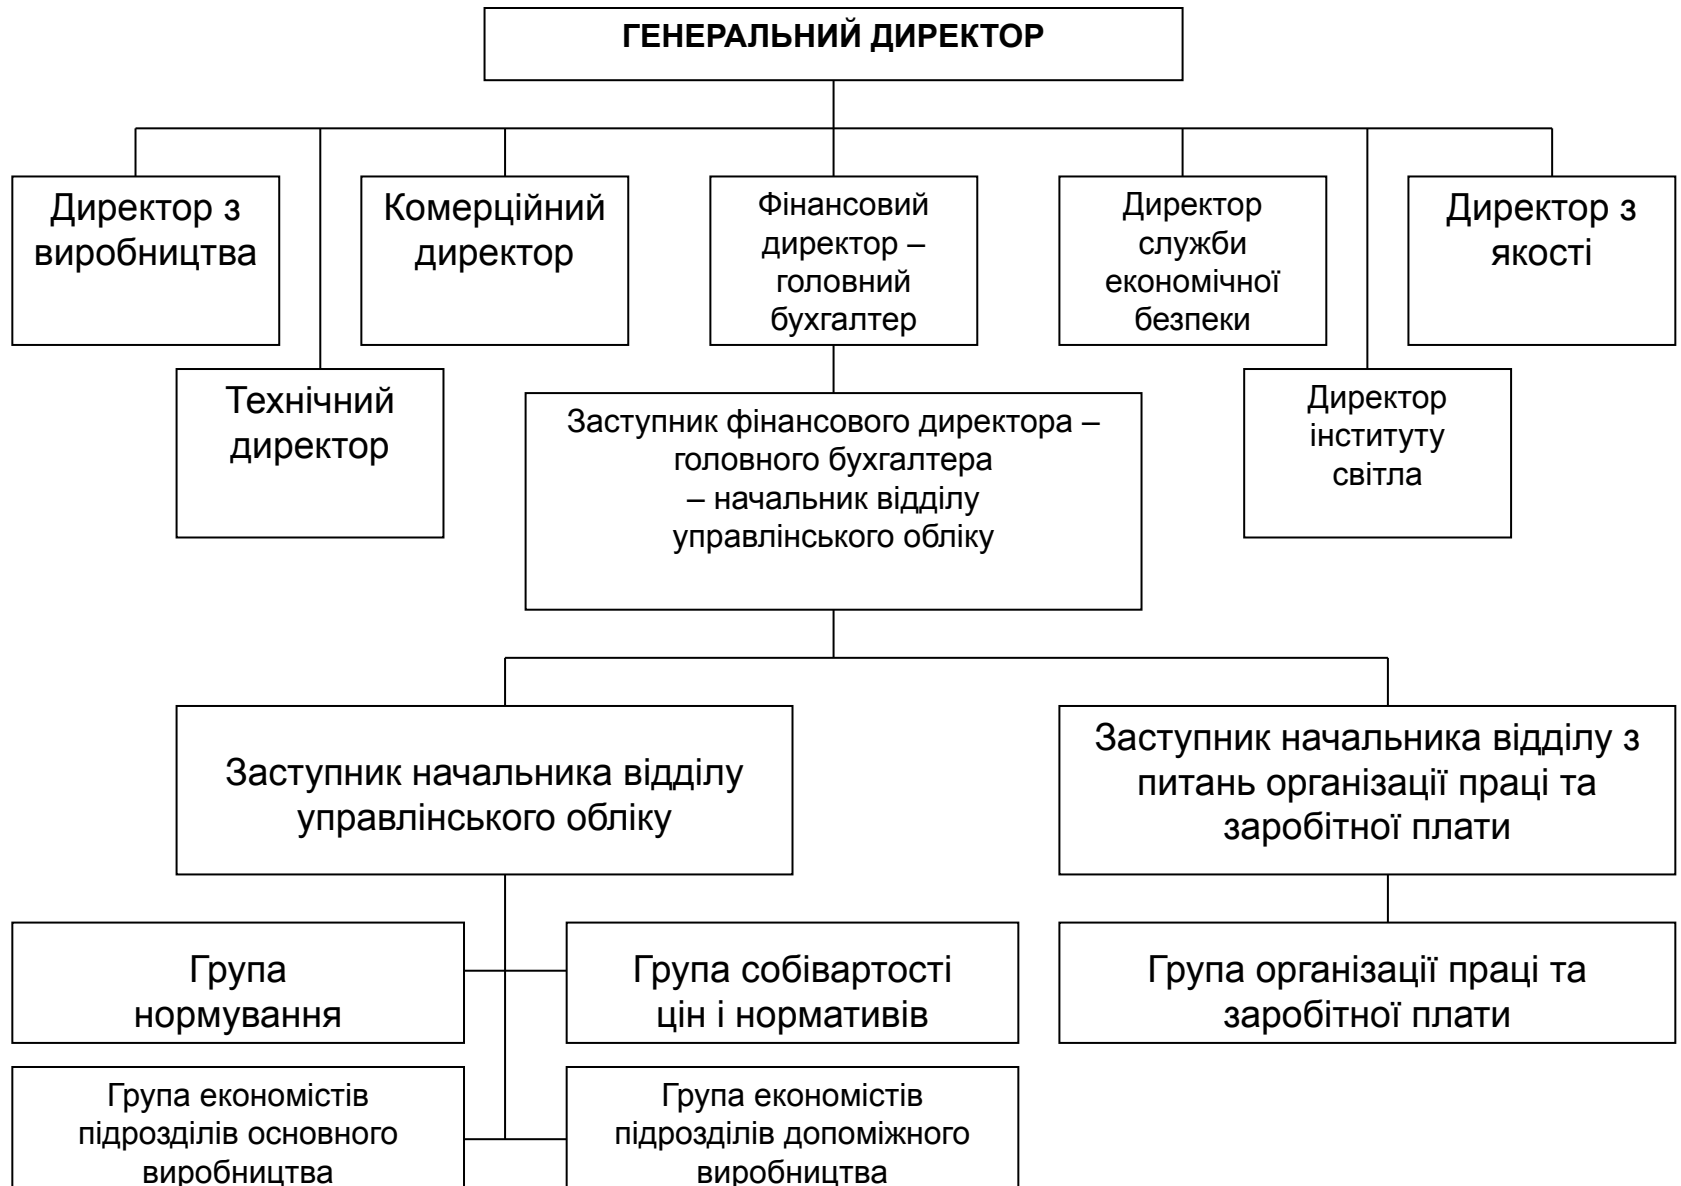 ГЕНЕРАЛЬНИЙ ДИРЕКТОР
Директор з
виробництва
Комерційний
директор
Фінансовий
директор –
головний
бухгалтер
Директор
служби
економічної
безпеки
Директор з
якості
Технічний
директор
Заступник фінансового директора –
головного бухгалтера
– начальник відділу
управлінського обліку
Директор
інституту
світла
Заступник начальника відділу
управлінського обліку
Заступник начальника відділу з
питань організації праці та
заробітної плати
Група
нормування
Група собівартості
цін і нормативів
Група організації праці та
заробітної плати
Група економістів
підрозділів основного
виробництва
Група економістів
підрозділів допоміжного
виробництва